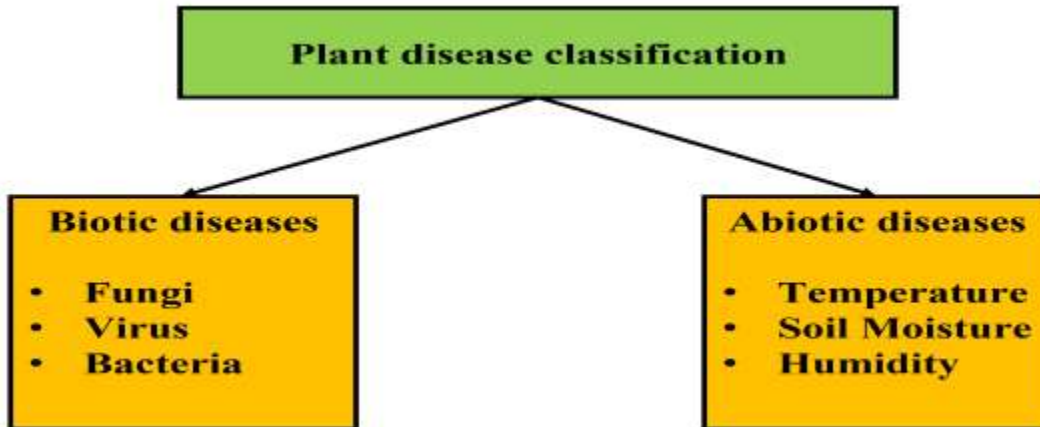 Plant disease classification
Biotic diseases
• Fungi
• Virus
• Bacteria
Abiotic diseases
• Temperature
• Soil Moisture
• Humidity